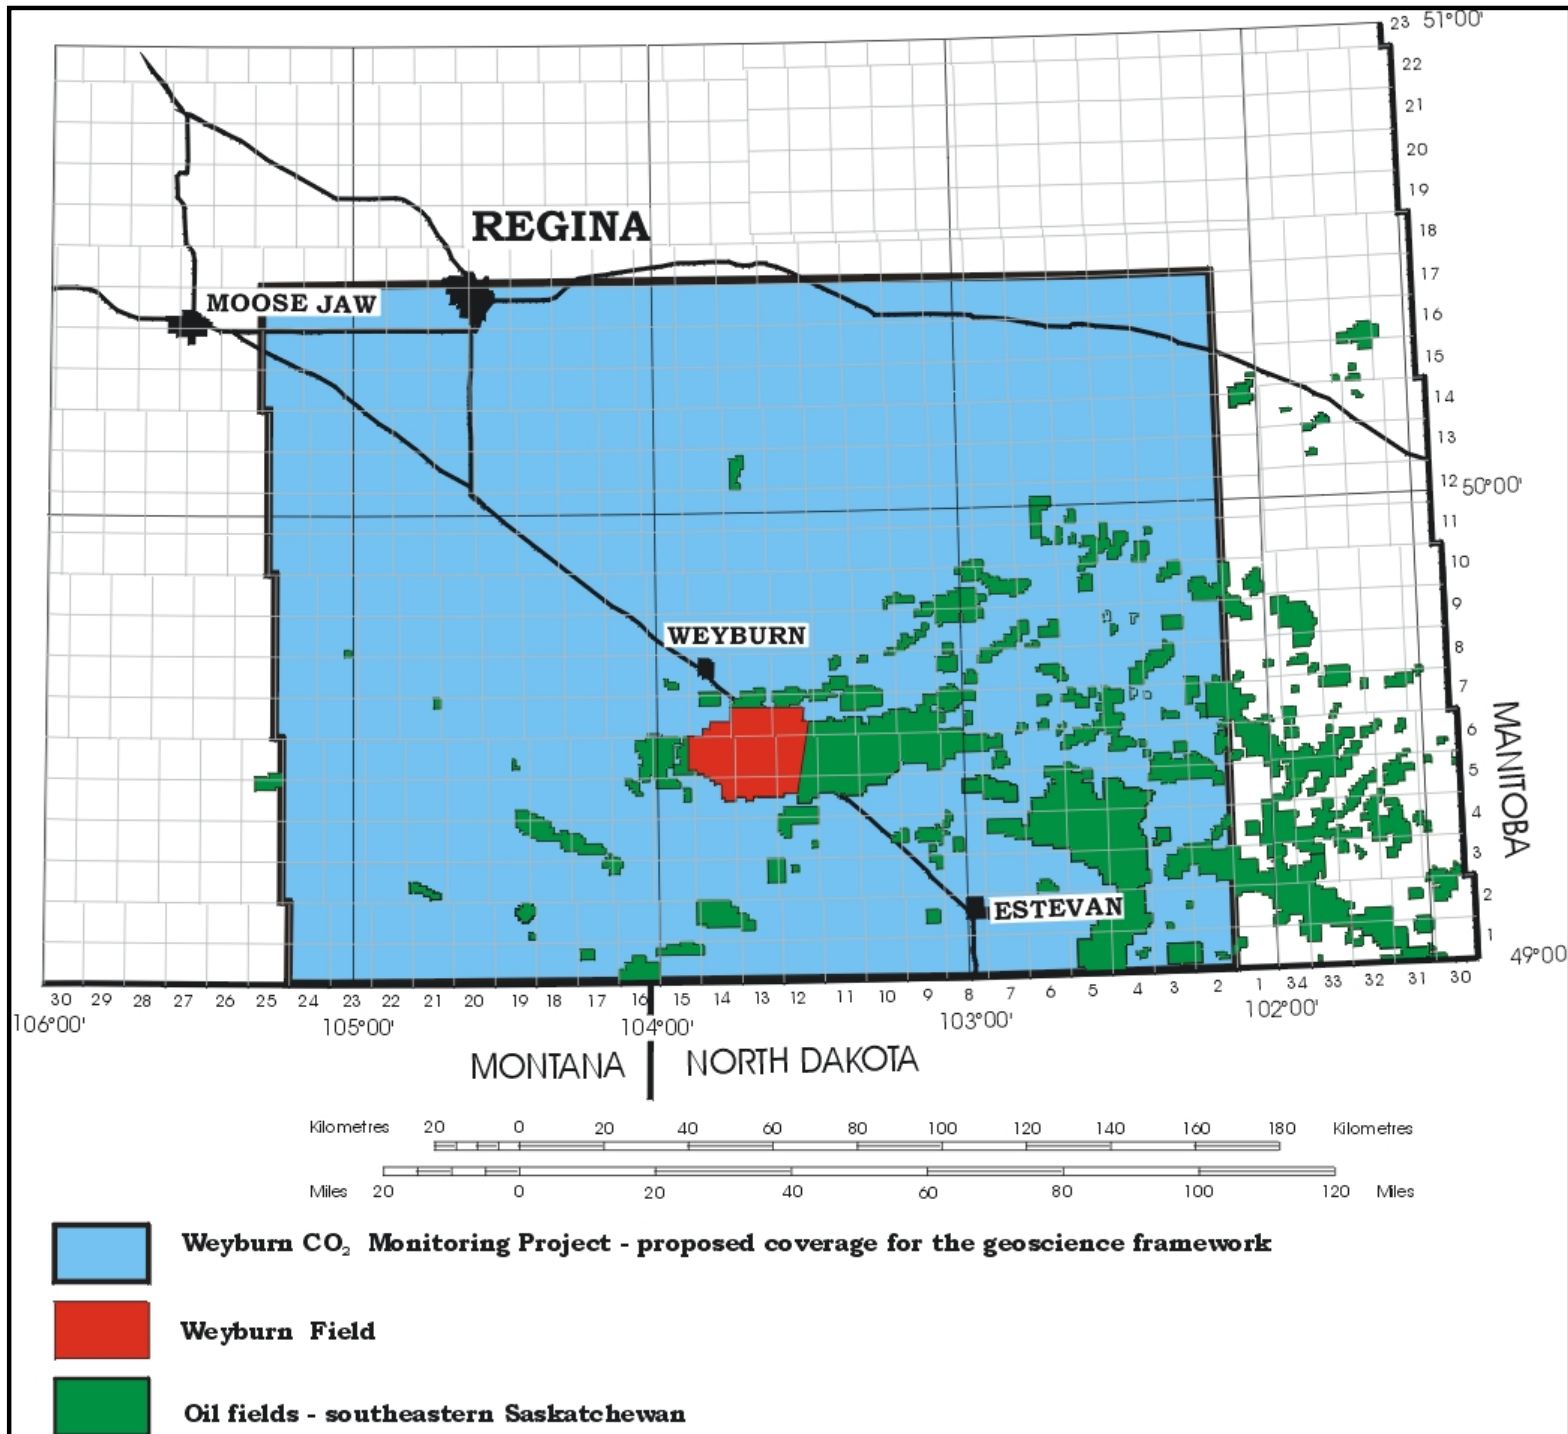 23 51°00'
22
21
20
19
18
17
16
15
14
13
12 50°00'
11
10
9
8
7
6
5
4
3
2
1
49°00
REGINA
MOOSE JAW
WEYBURN
ESTEVAN
MANITOBA
30 29 28 27 26 25 24 23 22 21 20 19 18 17 16 15 14 13 12 11 10 9 8 7 6 5 4 3 2 1 34 33 32 31 30
106°00' 105°00' 104°00' 103°00' 102°00'
MONTANA NORTH DAKOTA
Kilometres 20 0 20 40 60 80 100 120 140 160 180 Kilometres
Miles 20 0 20 40 60 80 100 120 Miles
Weyburn CO₂ Monitoring Project - proposed coverage for the geoscience framework
Weyburn Field
Oil fields - southeastern Saskatchewan